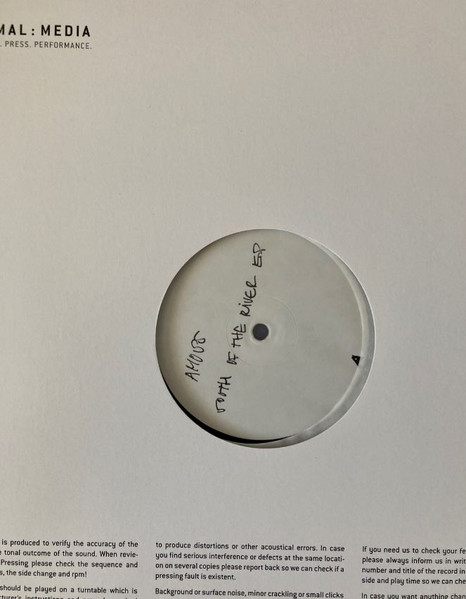 MAL : MEDIA
. PRESS. PERFORMANCE.
AM008
SOUTH OF THE RIVER EP
A
is produced to verify the accuracy of the
e tonal outcome of the sound. When revie-
Pressing please check the sequence and
s, the side change and rpm!
should be played on a turntable which is
to produce distortions or other acoustical errors. In case
you find serious interference or defects at the same locati-
on on several copies please report back so we can check if a
pressing fault is existent.
Background or surface noise, minor crackling or small clicks
If you need us to check your fe
please always inform us in writ
number and title of the record in
side and play time so we can che
In case you want anything chan